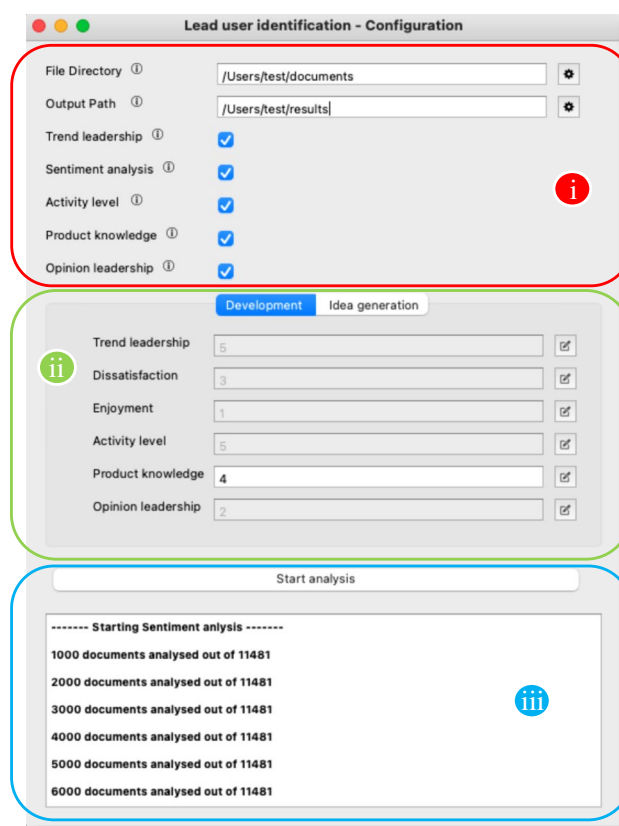 Lead user identification - Configuration
File Directory ⓘ /Users/test/documents
Output Path ⓘ /Users/test/results
Trend leadership ⓘ
Sentiment analysis ⓘ
Activity level ⓘ
i
Product knowledge ⓘ
Opinion leadership ⓘ
Development Idea generation
Trend leadership 5
ii
Dissatisfaction 3
Enjoyment 1
Activity level 5
Product knowledge 4
Opinion leadership 2
Start analysis
------- Starting Sentiment anlysis -------
1000 documents analysed out of 11481
2000 documents analysed out of 11481
iii
3000 documents analysed out of 11481
4000 documents analysed out of 11481
5000 documents analysed out of 11481
6000 documents analysed out of 11481